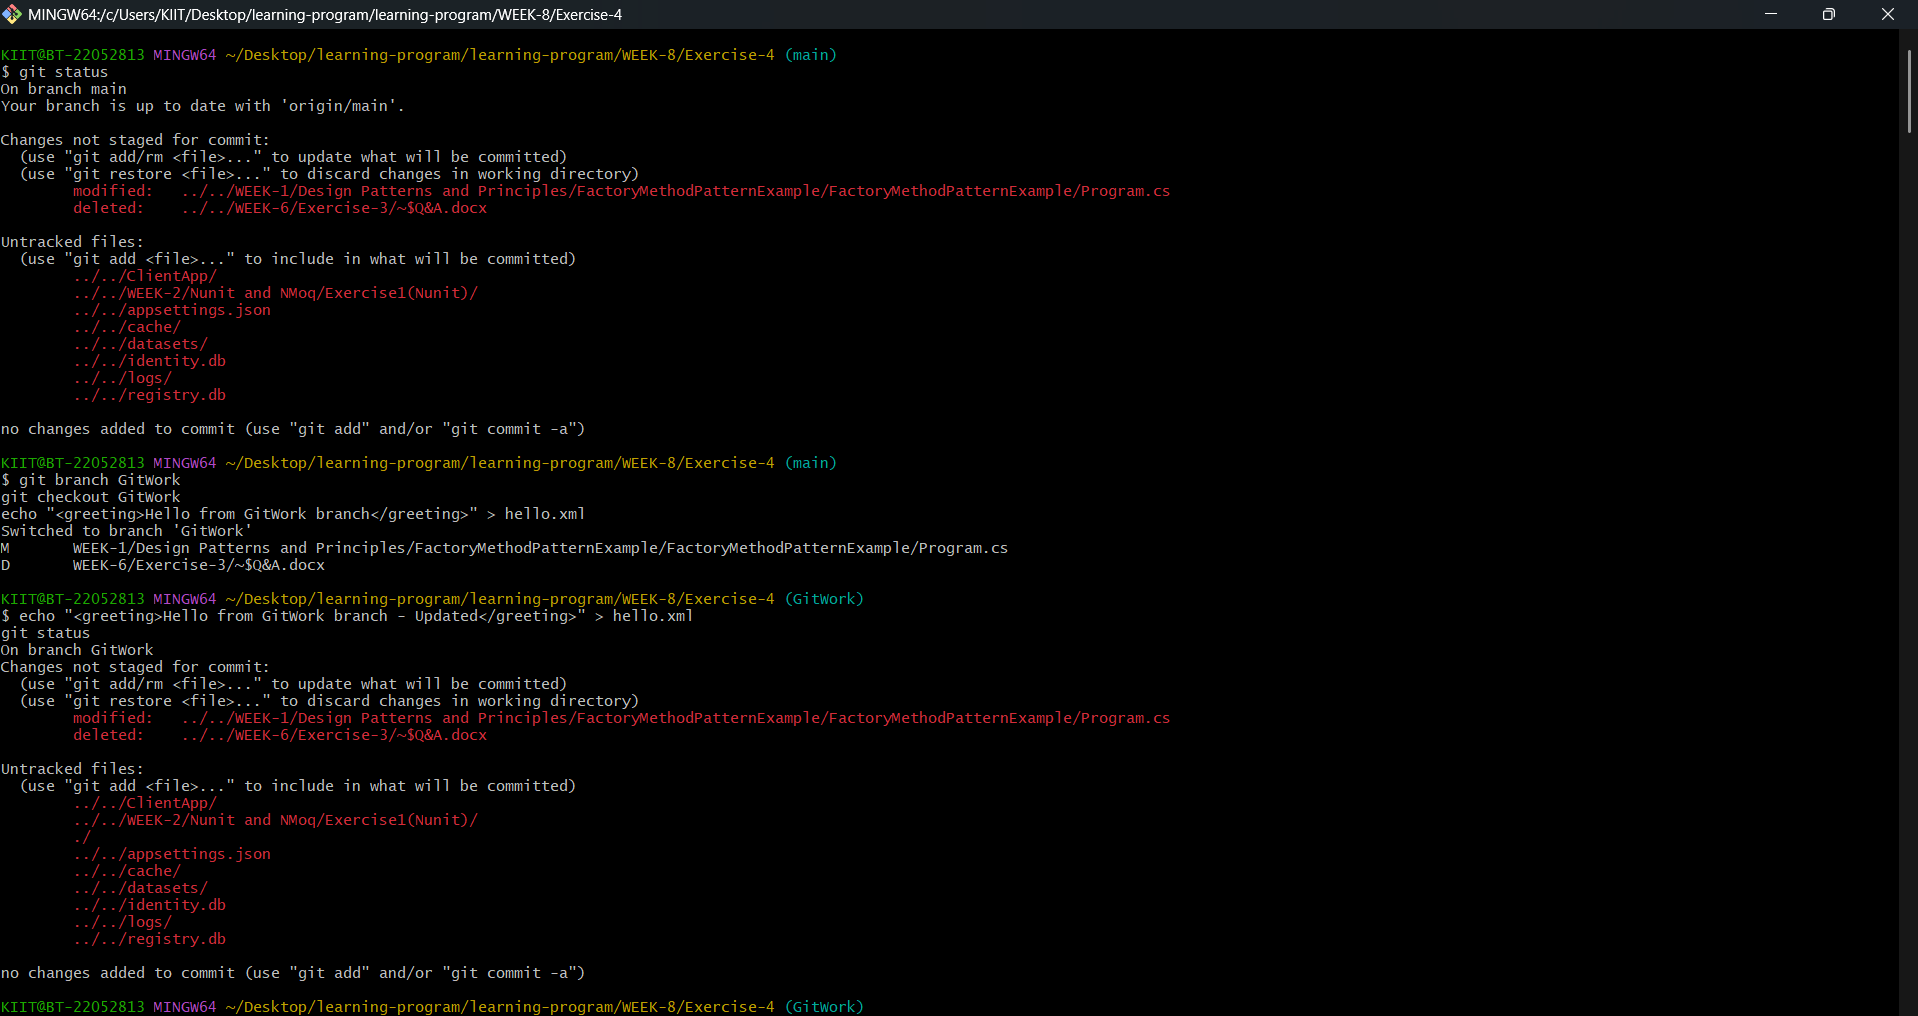 MINGW64:/c/Users/KIIT/Desktop/learning-program/learning-program/WEEK-8/Exercise-4
KIIT@BT-22052813 MINGW64 ~/Desktop/learning-program/learning-program/WEEK-8/Exercise-4 (main)
$ git status
On branch main
Your branch is up to date with 'origin/main'.
Changes not staged for commit:
  (use "git add/rm <file>..." to update what will be committed)
  (use "git restore <file>..." to discard changes in working directory)
        modified:   ../../WEEK-1/Design Patterns and Principles/FactoryMethodPatternExample/FactoryMethodPatternExample/Program.cs
        deleted:    ../../WEEK-6/Exercise-3/~$Q&A.docx
Untracked files:
  (use "git add <file>..." to include in what will be committed)
        ../../ClientApp/
        ../../WEEK-2/Nunit and NMoq/Exercise1(Nunit)/
        ../../appsettings.json
        ../../cache/
        ../../datasets/
        ../../identity.db
        ../../logs/
        ../../registry.db
no changes added to commit (use "git add" and/or "git commit -a")
KIIT@BT-22052813 MINGW64 ~/Desktop/learning-program/learning-program/WEEK-8/Exercise-4 (main)
$ git branch GitWork
git checkout GitWork
echo "<greeting>Hello from GitWork branch</greeting>" > hello.xml
Switched to branch 'GitWork'
M       WEEK-1/Design Patterns and Principles/FactoryMethodPatternExample/FactoryMethodPatternExample/Program.cs
D       WEEK-6/Exercise-3/~$Q&A.docx
KIIT@BT-22052813 MINGW64 ~/Desktop/learning-program/learning-program/WEEK-8/Exercise-4 (GitWork)
$ echo "<greeting>Hello from GitWork branch - Updated</greeting>" > hello.xml
git status
On branch GitWork
Changes not staged for commit:
  (use "git add/rm <file>..." to update what will be committed)
  (use "git restore <file>..." to discard changes in working directory)
        modified:   ../../WEEK-1/Design Patterns and Principles/FactoryMethodPatternExample/FactoryMethodPatternExample/Program.cs
        deleted:    ../../WEEK-6/Exercise-3/~$Q&A.docx
Untracked files:
  (use "git add <file>..." to include in what will be committed)
        ../../ClientApp/
        ../../WEEK-2/Nunit and NMoq/Exercise1(Nunit)/
        ./
        ../../appsettings.json
        ../../cache/
        ../../datasets/
        ../../identity.db
        ../../logs/
        ../../registry.db
no changes added to commit (use "git add" and/or "git commit -a")
KIIT@BT-22052813 MINGW64 ~/Desktop/learning-program/learning-program/WEEK-8/Exercise-4 (GitWork)